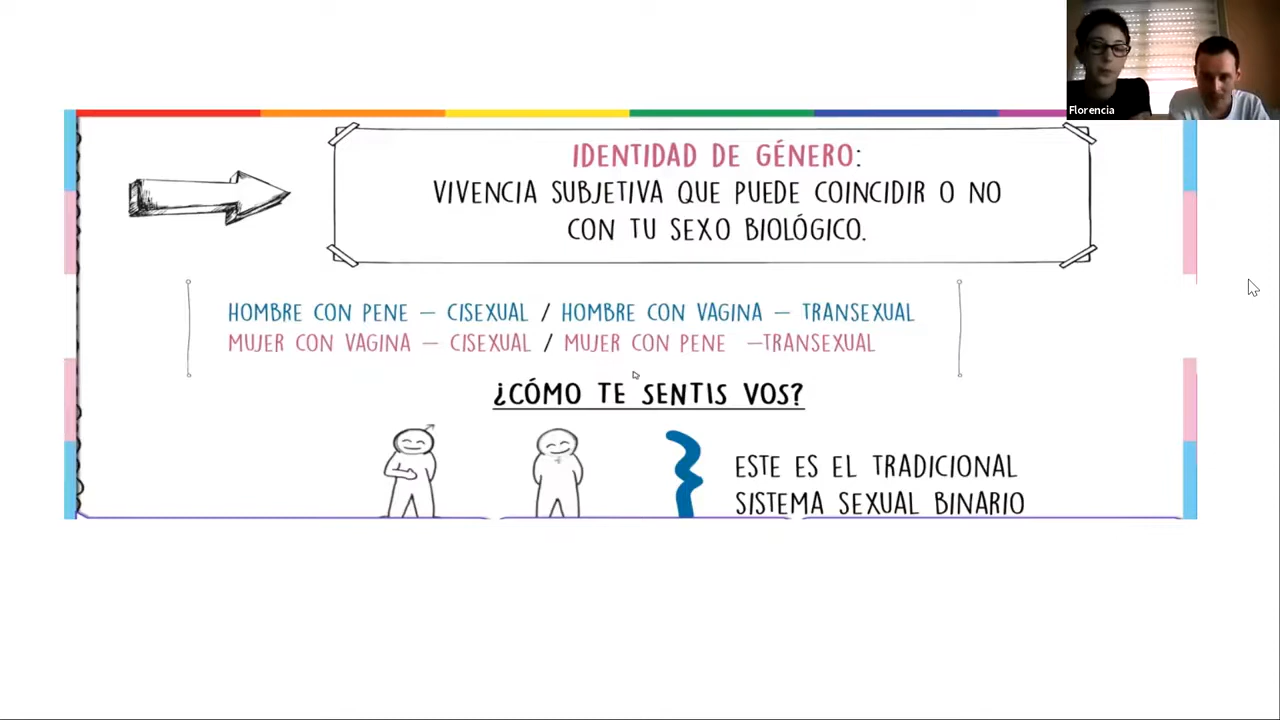 Florencia
IDENTIDAD DE GÉNERO:
VIVENCIA SUBJETIVA QUE PUEDE COINCIDIR O NO
CON TU SEXO BIOLÓGICO.
HOMBRE CON PENE – CISEXUAL / HOMBRE CON VAGINA – TRANSEXUAL
MUJER CON VAGINA – CISEXUAL / MUJER CON PENE –TRANSEXUAL
¿CÓMO TE SENTIS VOS?
ESTE ES EL TRADICIONAL
SISTEMA SEXUAL BINARIO